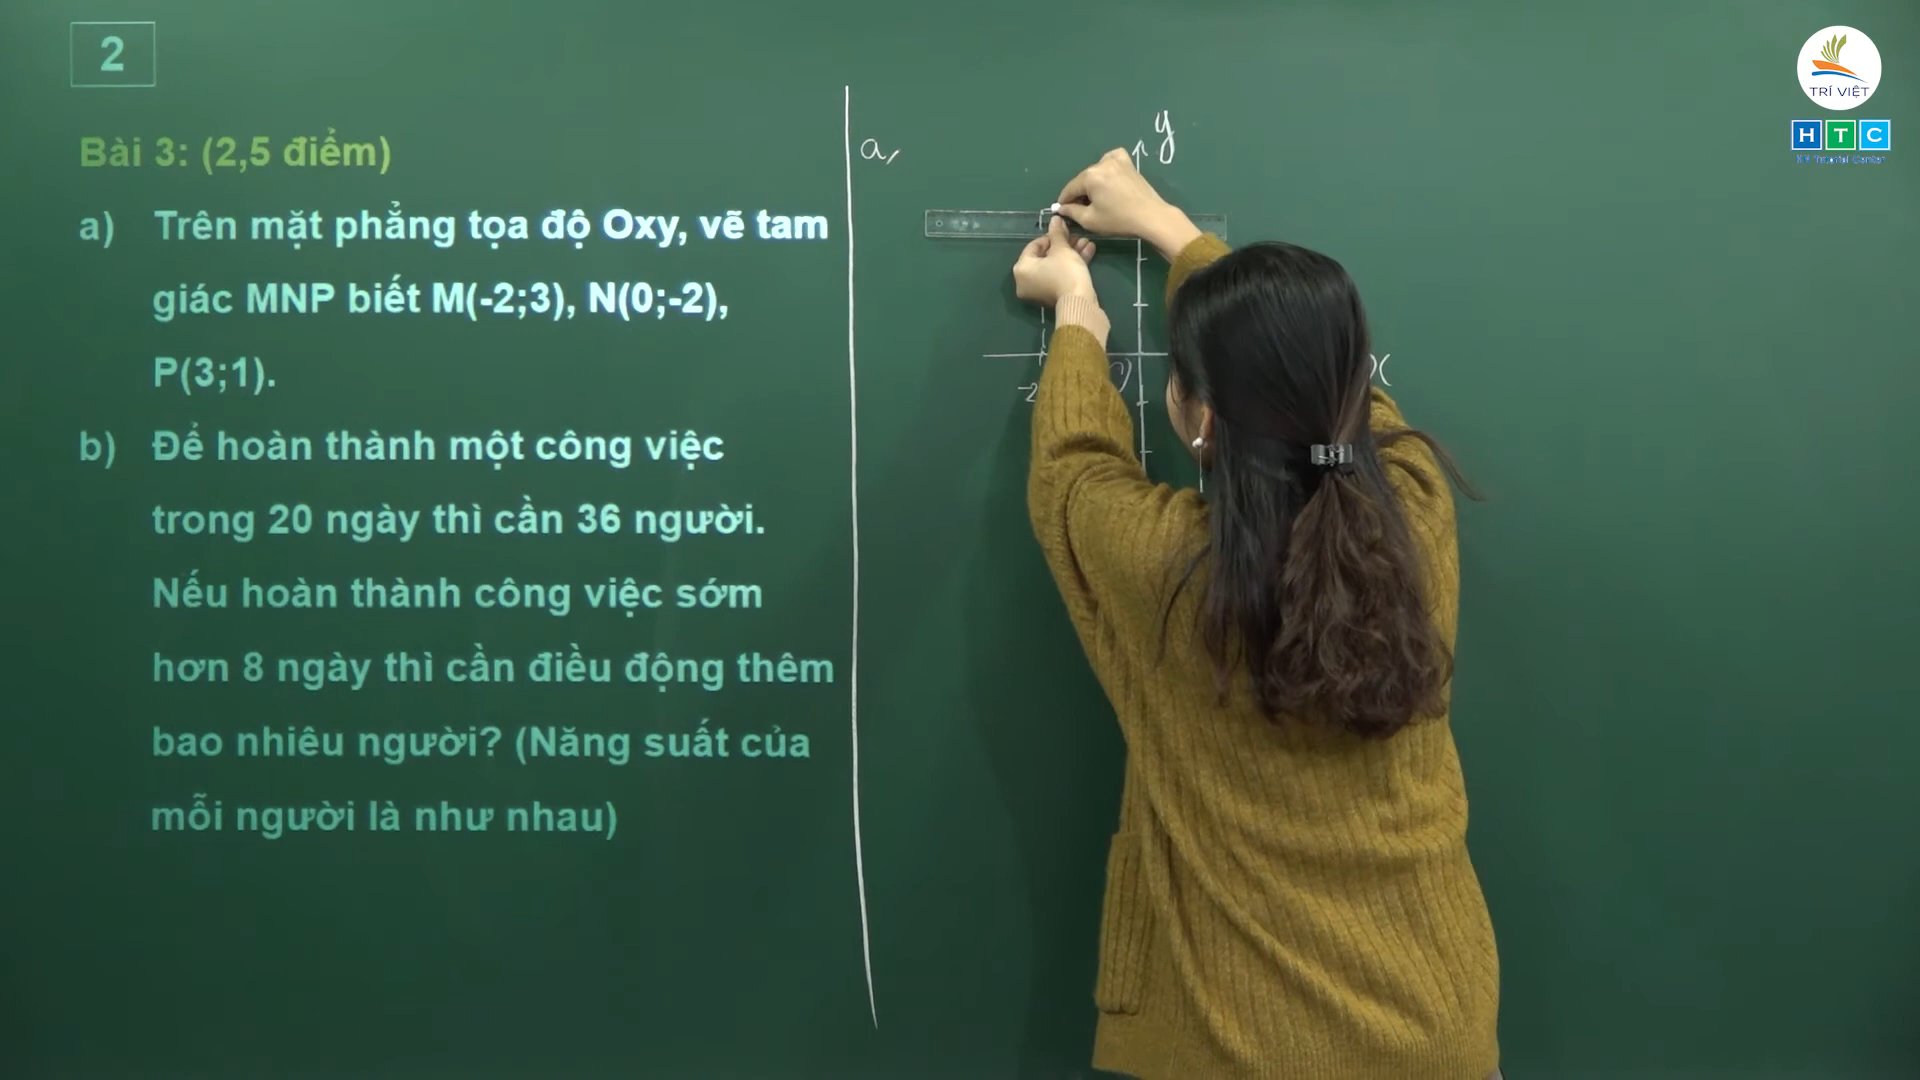 2
Bài 3: (2,5 điểm)
a) Trên mặt phẳng tọa độ Oxy, vẽ tam
giác MNP biết M(-2;3), N(0;-2),
P(3;1).
b) Để hoàn thành một công việc
trong 20 ngày thì cần 36 người.
Nếu hoàn thành công việc sớm
hơn 8 ngày thì cần điều động thêm
bao nhiêu người? (Năng suất của
mỗi người là như nhau)
a,
y
x
-2
TRÍ VIỆT
HTC